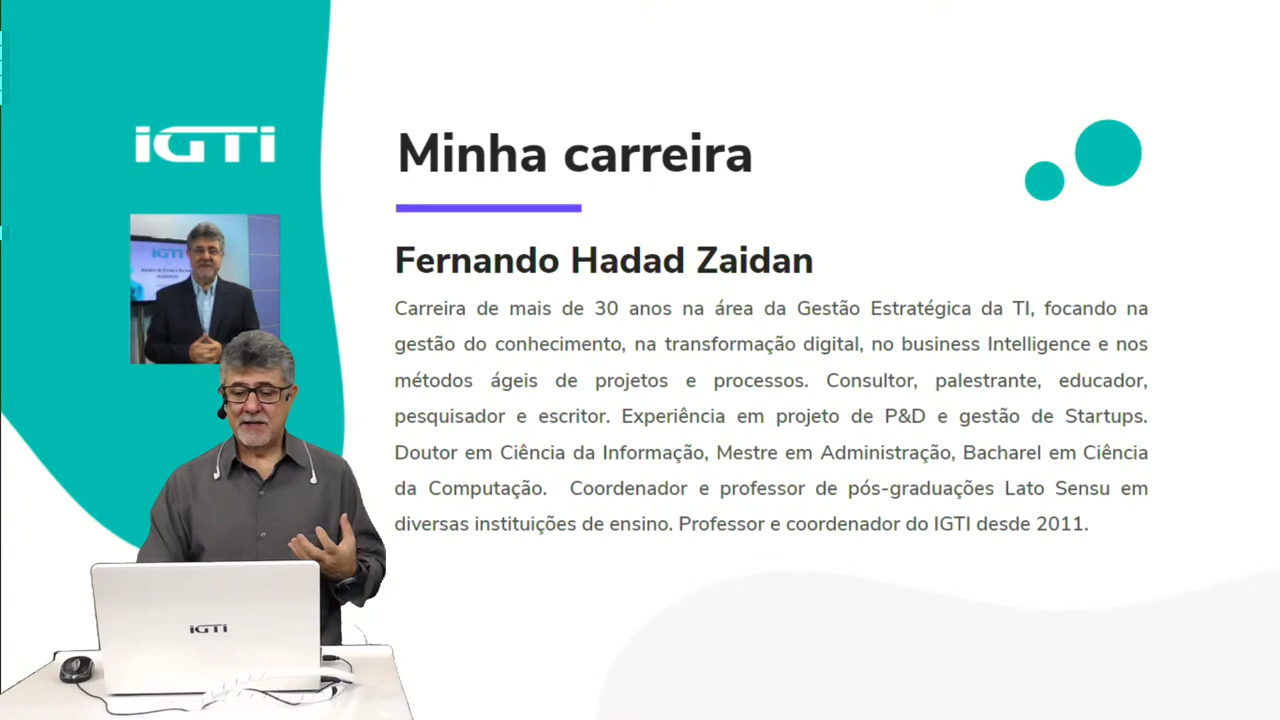 iGTi
Minha carreira
iGTi
Fernando Hadad Zaidan
Carreira de mais de 30 anos na área da Gestão Estratégica da TI, focando na
gestão do conhecimento, na transformação digital, no business Intelligence e nos
métodos ágeis de projetos e processos. Consultor, palestrante, educador,
pesquisador e escritor. Experiência em projeto de P&D e gestão de Startups.
Doutor em Ciência da Informação, Mestre em Administração, Bacharel em Ciência
da Computação. Coordenador e professor de pós-graduações Lato Sensu em
diversas instituições de ensino. Professor e coordenador do IGTI desde 2011.
iGTi